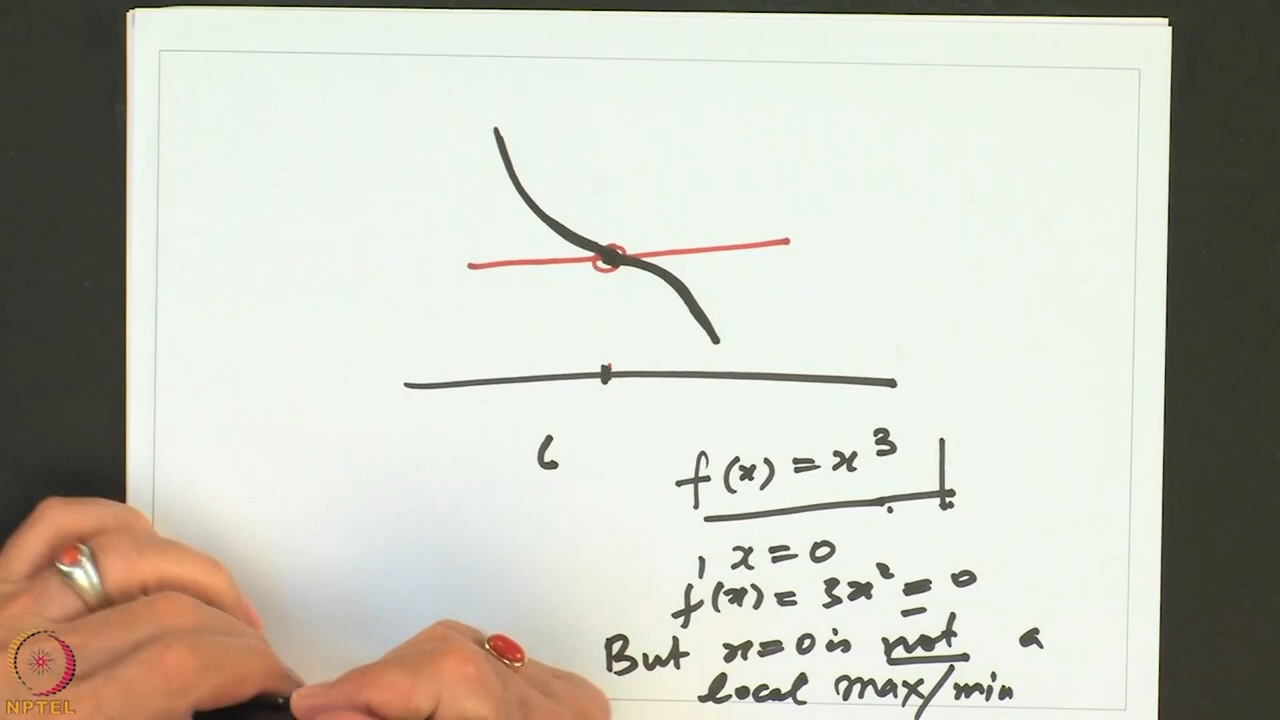 6
f(x) = x³
x = 0
f'(x) = 3x² = 0
But x=0 is not a
local max/min
NPTEL